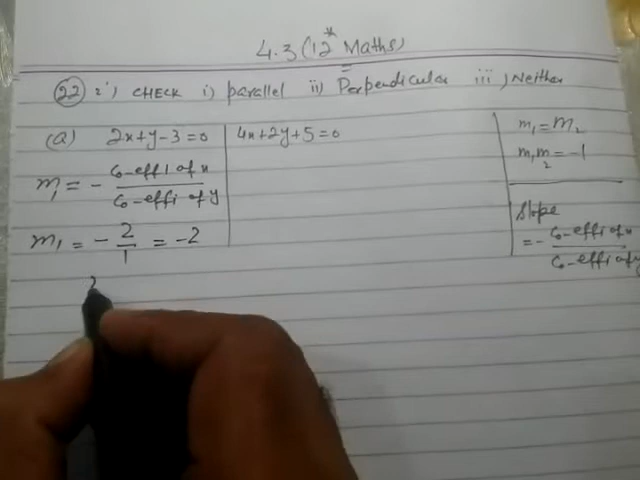 4.3 (12th Maths)
22 i) CHECK i) parallel ii) Perpendicular iii) Neither
(a) 2x+y-3=0 | 4x+2y+5=0
m₁ = - Co-effi of x / Co-effi of y
m₁ = - 2/1 = -2
m₁ = m₂
m₁m₂ = -1
Slope
= - Co-effi of x / Co-effi of y